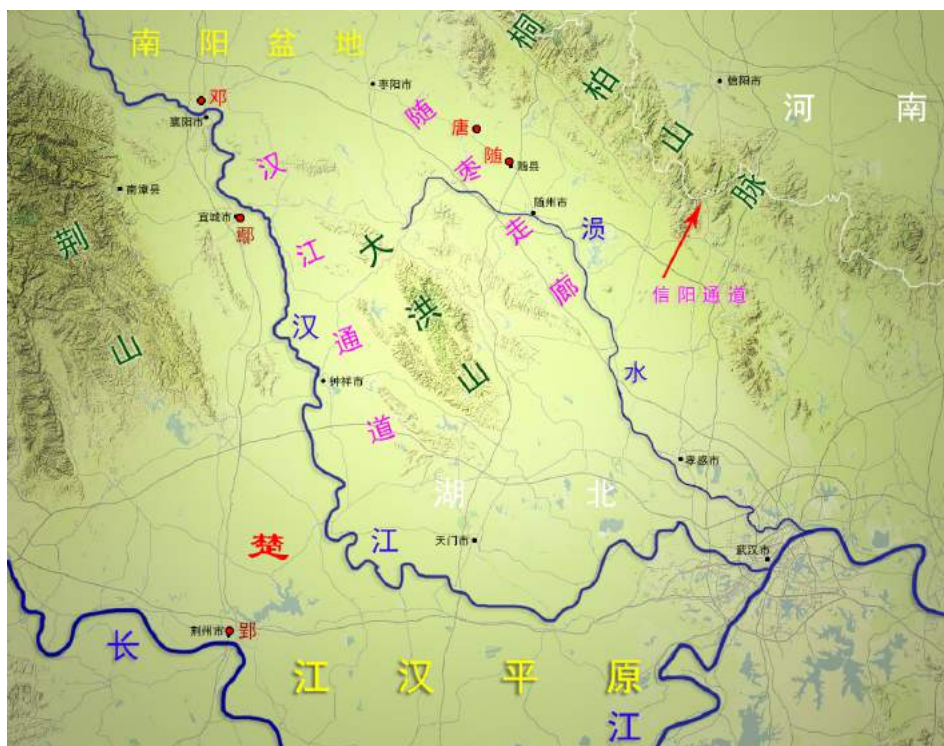 南阳盆地
桐柏山脉
信阳市
河南
枣阳市
邓
襄阳市
唐
随
随县
随枣走廊
南漳县
宜城市
鄢
汉江通道
随州市
涢水
信阳通道
荆山
大洪山
汉江
钟祥市
孝感市
湖北
楚
天门市
武汉市
荆州市
郢
长江
江汉平原